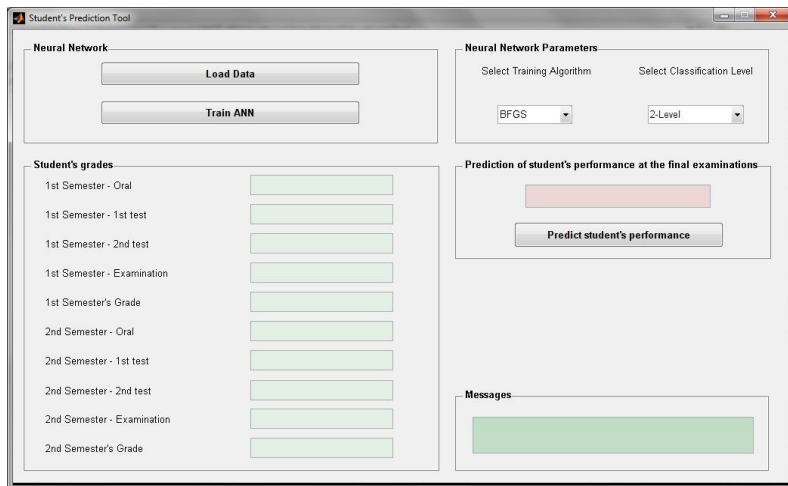 Student's Prediction Tool
Neural Network
Load Data
Train ANN
Neural Network Parameters
Select Training Algorithm
Select Classification Level
BFGS
2-Level
Student's grades
1st Semester - Oral
1st Semester - 1st test
1st Semester - 2nd test
1st Semester - Examination
1st Semester's Grade
2nd Semester - Oral
2nd Semester - 1st test
2nd Semester - 2nd test
2nd Semester - Examination
2nd Semester's Grade
Prediction of student's performance at the final examinations
Predict student's performance
Messages